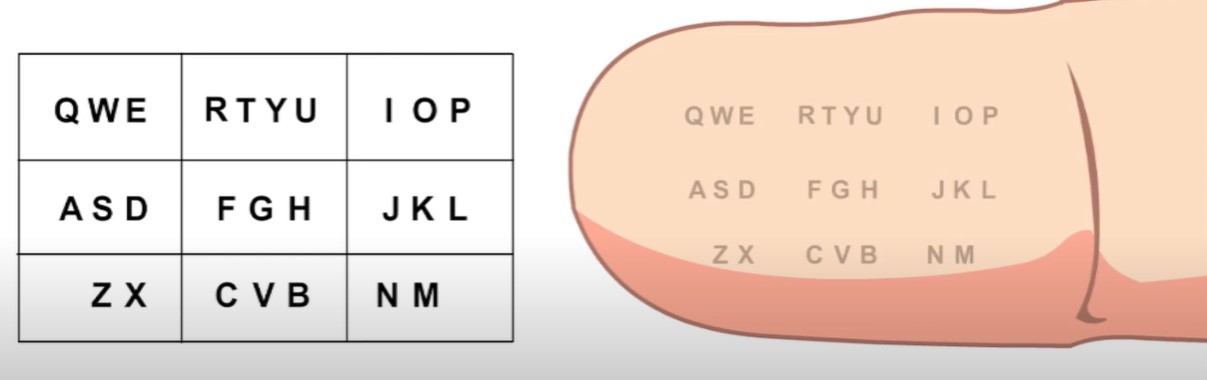 QWE RTYU IOP QWE RTYU IOP
ASD FGH JKL ASD FGH JKL
ZX CVB NM ZX CVB NM